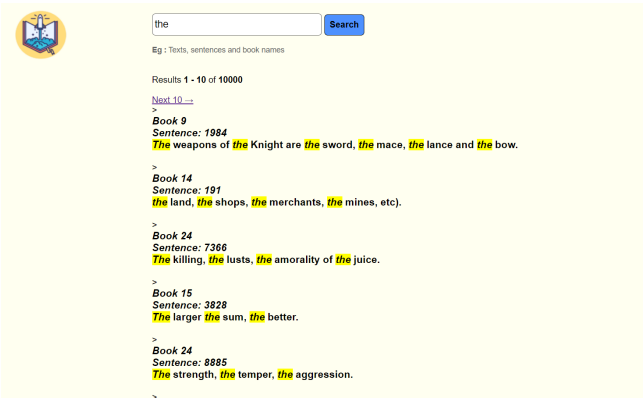 the
Search
Eg : Texts, sentences and book names
Results 1 - 10 of 10000
Next 10 →
>
Book 9
Sentence: 1984
The weapons of the Knight are the sword, the mace, the lance and the bow.
>
Book 14
Sentence: 191
the land, the shops, the merchants, the mines, etc).
>
Book 24
Sentence: 7366
The killing, the lusts, the amorality of the juice.
>
Book 15
Sentence: 3828
The larger the sum, the better.
>
Book 24
Sentence: 8885
The strength, the temper, the aggression.
>